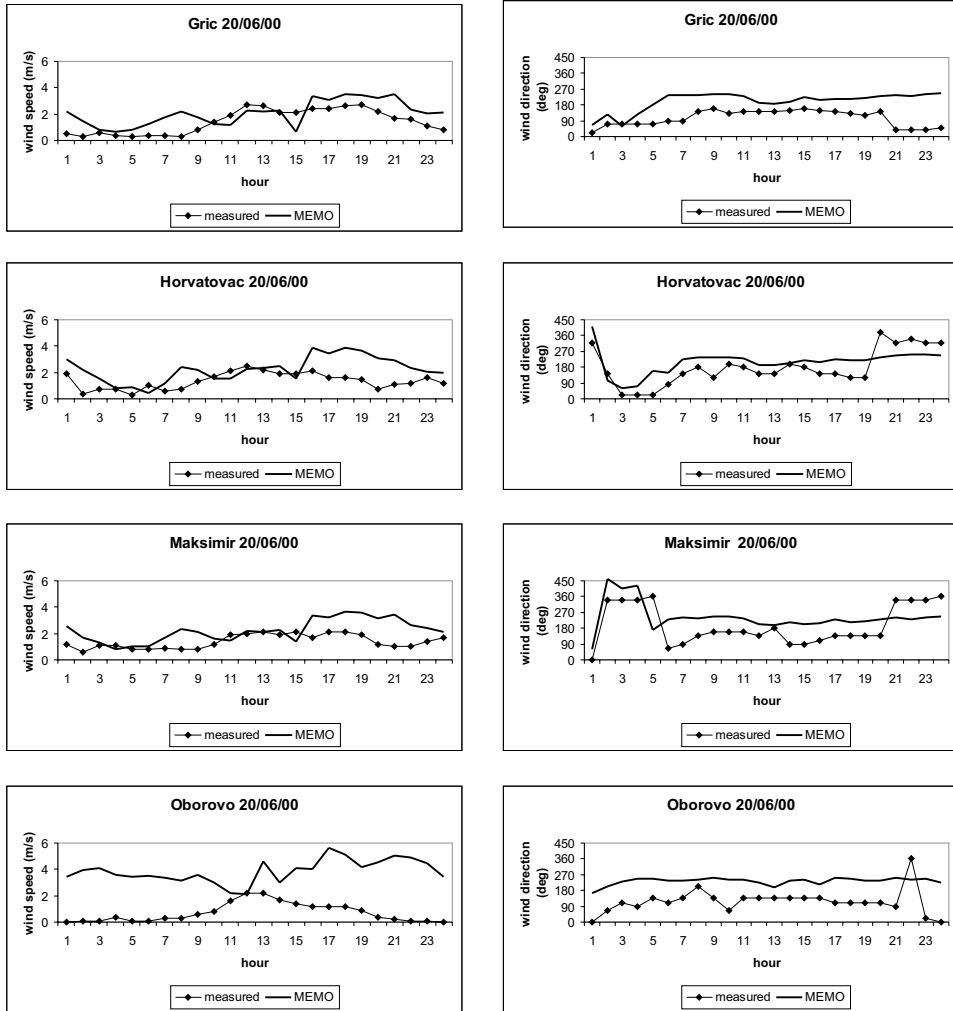 Gric 20/06/00
wind speed (m/s)
6
4
2
0
1 3 5 7 9 11 13 15 17 19 21 23
hour
measured MEMO
Gric 20/06/00
wind direction
(deg)
450
360
270
180
90
0
1 3 5 7 9 11 13 15 17 19 21 23
hour
measured MEMO
Horvatovac 20/06/00
wind speed (m/s)
6
4
2
0
1 3 5 7 9 11 13 15 17 19 21 23
hour
measured MEMO
Horvatovac 20/06/00
wind direction
(deg)
450
360
270
180
90
0
1 3 5 7 9 11 13 15 17 19 21 23
hour
measured MEMO
Maksimir 20/06/00
wind speed (m/s)
6
4
2
0
1 3 5 7 9 11 13 15 17 19 21 23
hour
measured MEMO
Maksimir 20/06/00
wind direction
(deg)
450
360
270
180
90
0
1 3 5 7 9 11 13 15 17 19 21 23
hour
measured MEMO
Oborovo 20/06/00
wind speed (m/s)
6
4
2
0
1 3 5 7 9 11 13 15 17 19 21 23
hour
measured MEMO
Oborovo 20/06/00
wind direction
(deg)
450
360
270
180
90
0
1 3 5 7 9 11 13 15 17 19 21 23
hour
measured MEMO